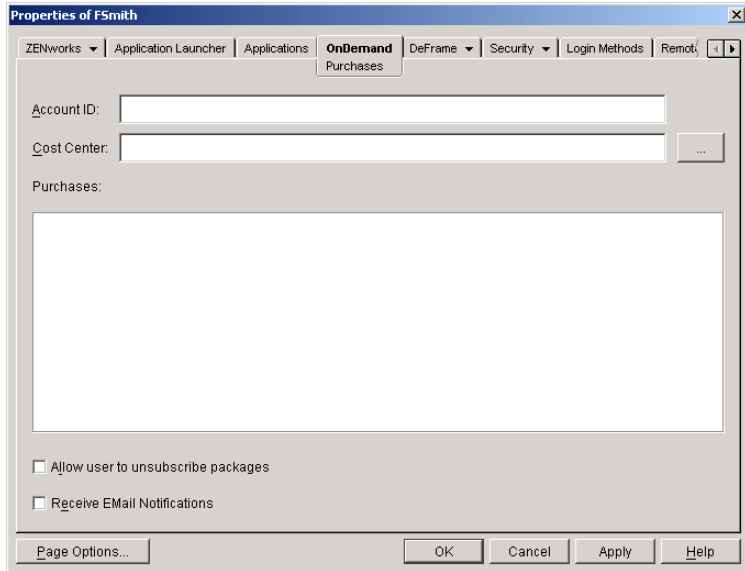 Properties of FSmith
ZENworks Application Launcher Applications OnDemand DeFrame Security Login Methods
Purchases
Account ID:
Cost Center:
...
Purchases:
Allow user to unsubscribe packages
Receive EMail Notifications
Page Options... OK Cancel Apply Help